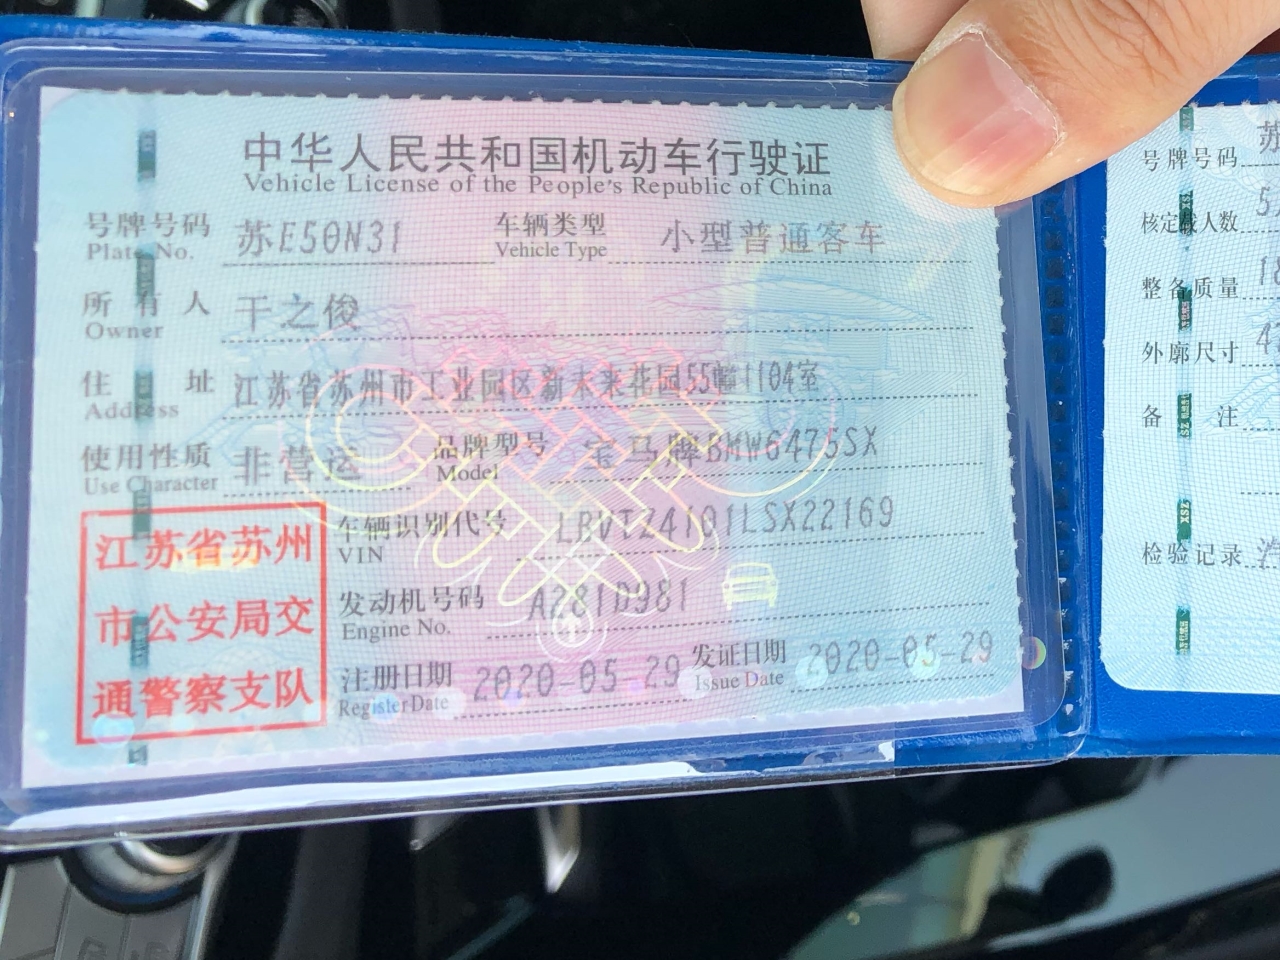 中华人民共和国机动车行驶证
Vehicle License of the People's Republic of China
号牌号码 苏E50N31 车辆类型 小型普通客车
Plate No. Vehicle Type
所有人 干之俊
Owner
住址 江苏省苏州市工业园区新未来花园55幢1104室
Address
使用性质 非营运 品牌型号 宝马牌BMW6475SX
Use Character Model
车辆识别代号 LBVTZ4101LSX22169
VIN
发动机号码 A281D981
Engine No.
注册日期 2020-05-29 发证日期 2020-05-29
Register Date Issue Date
江苏省苏州
市公安局交
通警察支队
号牌号码 苏
核定载人数
整备质量
外廓尺寸
备注
检验记录